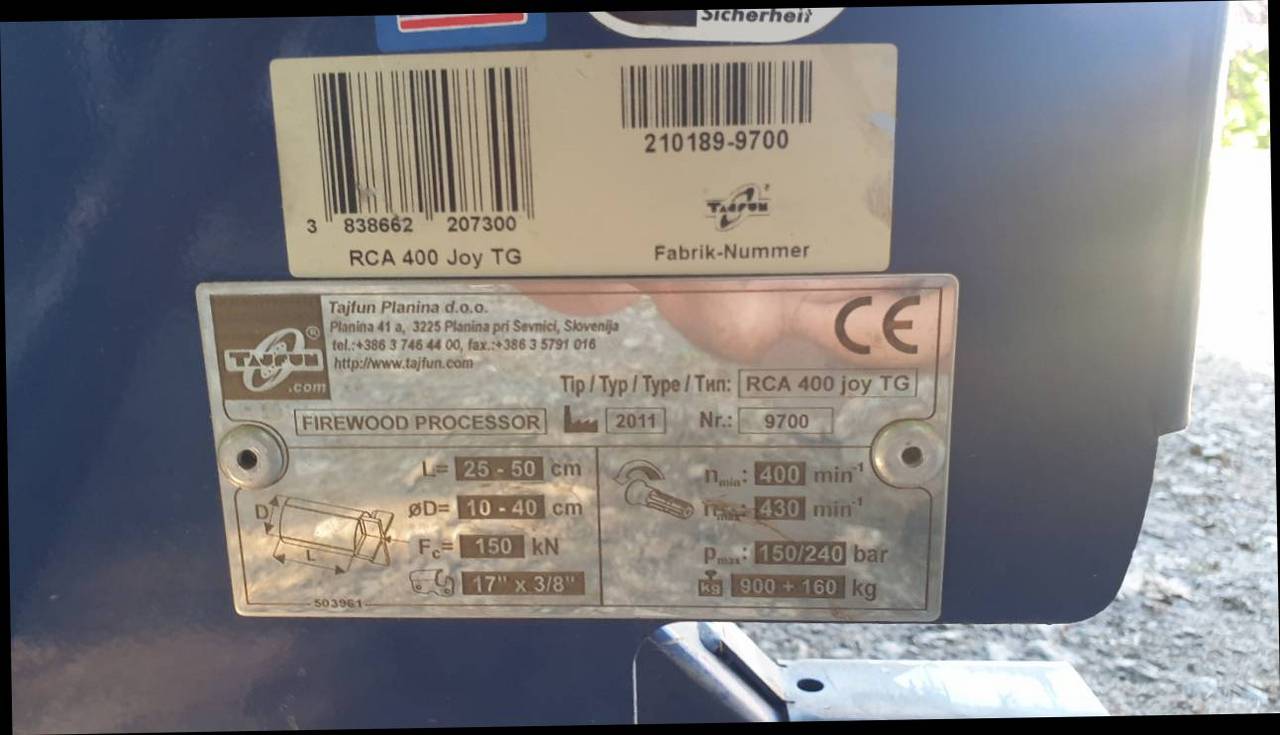 Sicherheit
210189-9700
3 838662 207300
TAJFUN
RCA 400 Joy TG
Fabrik-Nummer
Tajfun Planina d.o.o.
Planina 41 a, 3225 Planina pri Sevnici, Slovenija
tel.:+386 3 746 44 00, fax.:+386 3 5791 016
http://www.tajfun.com
TAJFUN®
.com
CE
Tip / Typ / Type / Тип: RCA 400 joy TG
FIREWOOD PROCESSOR 2011 Nr.: 9700
L= 25 - 50 cm
øD= 10 - 40 cm
Fc= 150 kN
17" x 3/8"
D
L
503961
nmin: 400 min-1
nmax: 430 min-1
pmax: 150/240 bar
kg 900 + 160 kg